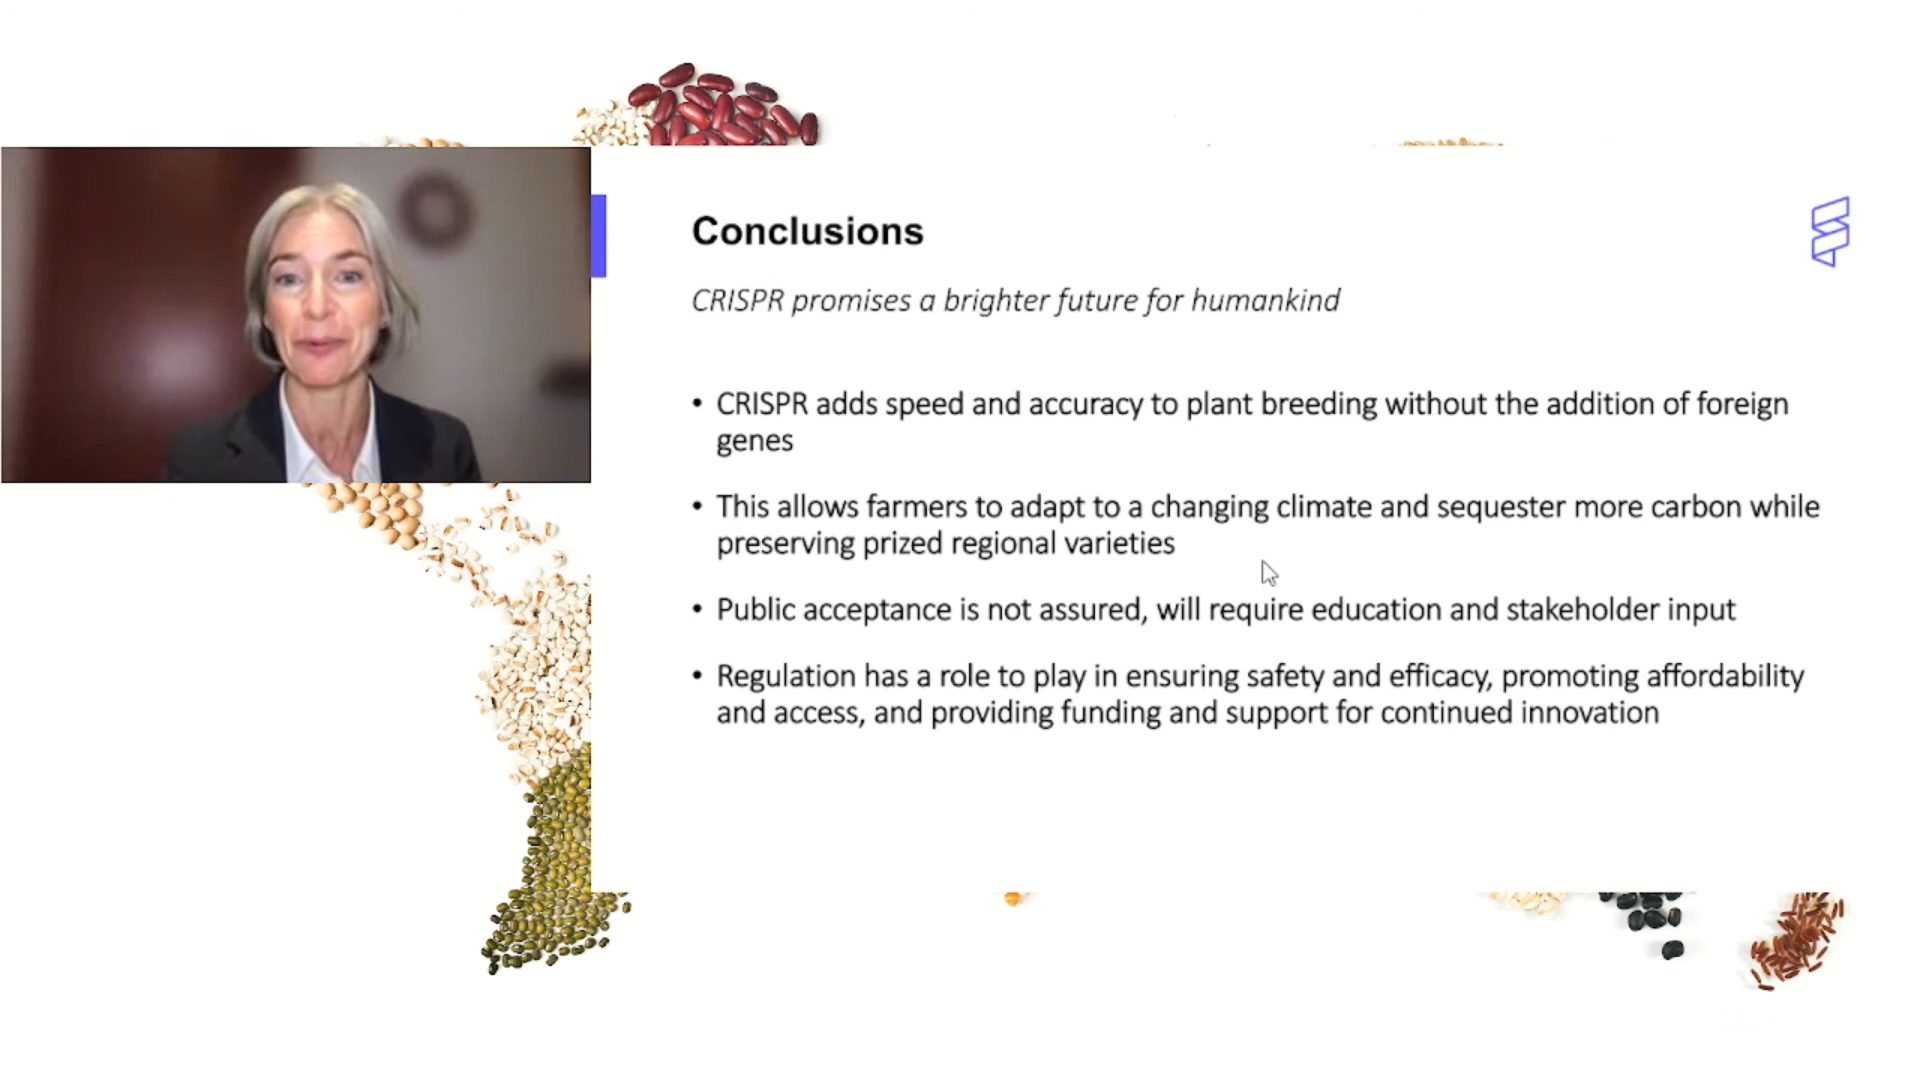 Conclusions
CRISPR promises a brighter future for humankind
• CRISPR adds speed and accuracy to plant breeding without the addition of foreign
genes
• This allows farmers to adapt to a changing climate and sequester more carbon while
preserving prized regional varieties
• Public acceptance is not assured, will require education and stakeholder input
• Regulation has a role to play in ensuring safety and efficacy, promoting affordability
and access, and providing funding and support for continued innovation